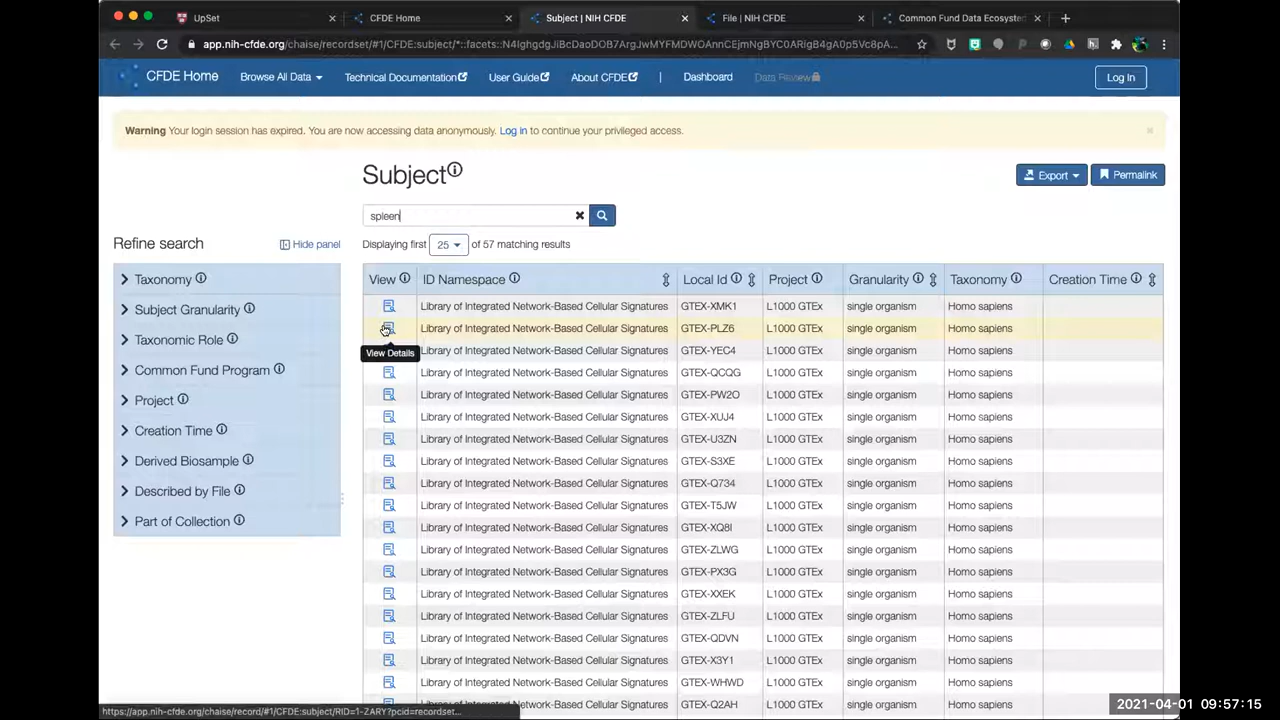 UpSet
CFDE Home
Subject | NIH CFDE
File | NIH CFDE
Common Fund Data Ecosyste
app.nih-cfde.org/chaise/recordset/#1/CFDE:subject/*::facets::
CFDE Home
Browse All Data
Technical Documentation
User Guide
About CFDE
|
Dashboard
Data Review
Log In
Warning Your login session has expired. You are now accessing data anonymously. Log in to continue your privileged access.
Subject
Export
Permalink
spleen
Refine search
Hide panel
Displaying first 25 of 57 matching results
Taxonomy
Subject Granularity
Taxonomic Role
Common Fund Program
Project
Creation Time
Derived Biosample
Described by File
Part of Collection
View ID Namespace Local Id Project Granularity Taxonomy Creation Time
Library of Integrated Network-Based Cellular Signatures GTEX-XMK1 L1000 GTEx single organism Homo sapiens
Library of Integrated Network-Based Cellular Signatures GTEX-PLZ6 L1000 GTEx single organism Homo sapiens
View Details
Library of Integrated Network-Based Cellular Signatures GTEX-YEC4 L1000 GTEx single organism Homo sapiens
Library of Integrated Network-Based Cellular Signatures GTEX-QCQG L1000 GTEx single organism Homo sapiens
Library of Integrated Network-Based Cellular Signatures GTEX-PW2O L1000 GTEx single organism Homo sapiens
Library of Integrated Network-Based Cellular Signatures GTEX-XUJ4 L1000 GTEx single organism Homo sapiens
Library of Integrated Network-Based Cellular Signatures GTEX-U3ZN L1000 GTEx single organism Homo sapiens
Library of Integrated Network-Based Cellular Signatures GTEX-S3XE L1000 GTEx single organism Homo sapiens
Library of Integrated Network-Based Cellular Signatures GTEX-Q734 L1000 GTEx single organism Homo sapiens
Library of Integrated Network-Based Cellular Signatures GTEX-T5JW L1000 GTEx single organism Homo sapiens
Library of Integrated Network-Based Cellular Signatures GTEX-XQ8I L1000 GTEx single organism Homo sapiens
Library of Integrated Network-Based Cellular Signatures GTEX-ZLWG L1000 GTEx single organism Homo sapiens
Library of Integrated Network-Based Cellular Signatures GTEX-PX3G L1000 GTEx single organism Homo sapiens
Library of Integrated Network-Based Cellular Signatures GTEX-XXEK L1000 GTEx single organism Homo sapiens
Library of Integrated Network-Based Cellular Signatures GTEX-ZLFU L1000 GTEx single organism Homo sapiens
Library of Integrated Network-Based Cellular Signatures GTEX-QDVN L1000 GTEx single organism Homo sapiens
Library of Integrated Network-Based Cellular Signatures GTEX-X3Y1 L1000 GTEx single organism Homo sapiens
Library of Integrated Network-Based Cellular Signatures GTEX-WHWD L1000 GTEx single organism Homo sapiens
Library of Integrated Network-Based Cellular Signatures GTEX-Q2AH L1000 GTEx single organism Homo sapiens
https://app.nih-cfde.org/chaise/record/#1/CFDE:subject/RID=1-ZARY?pcid=recordset...
2021-04-01 09:57:15